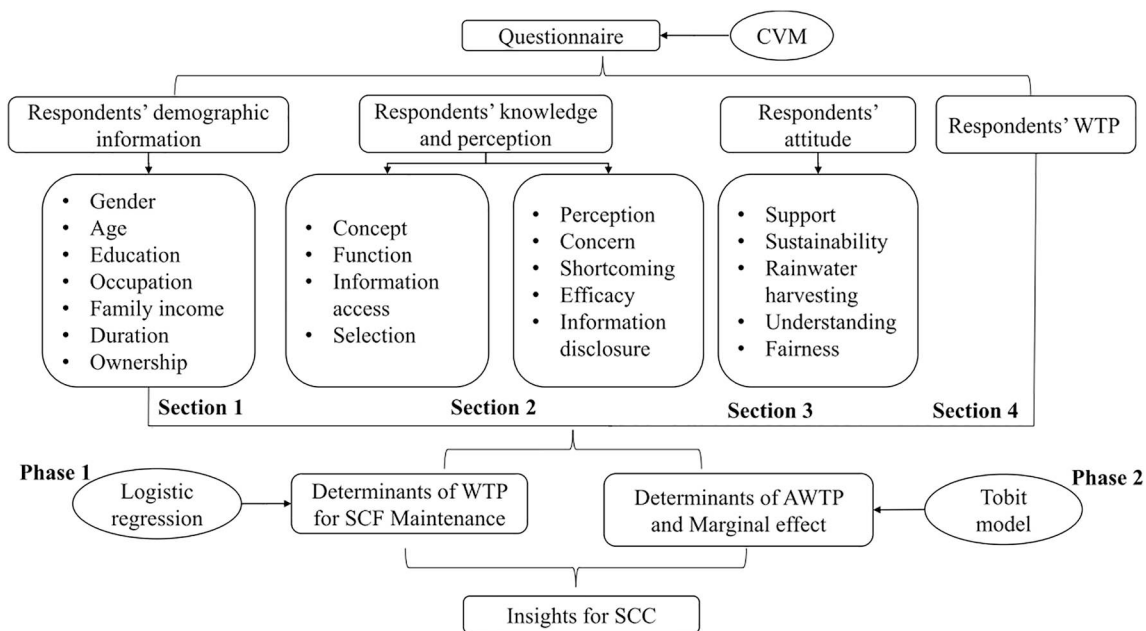 Questionnaire
CVM
Respondents' demographic
information
Respondents' knowledge
and perception
Respondents'
attitude
Respondents' WTP
• Gender
• Age
• Education
• Occupation
• Family income
• Duration
• Ownership
• Concept
• Function
• Information
access
• Selection
• Perception
• Concern
• Shortcoming
• Efficacy
• Information
disclosure
• Support
• Sustainability
• Rainwater
harvesting
• Understanding
• Fairness
Section 1
Section 2
Section 3
Section 4
Phase 1
Logistic
regression
Determinants of WTP
for SCF Maintenance
Determinants of AWTP
and Marginal effect
Phase 2
Tobit
model
Insights for SCC